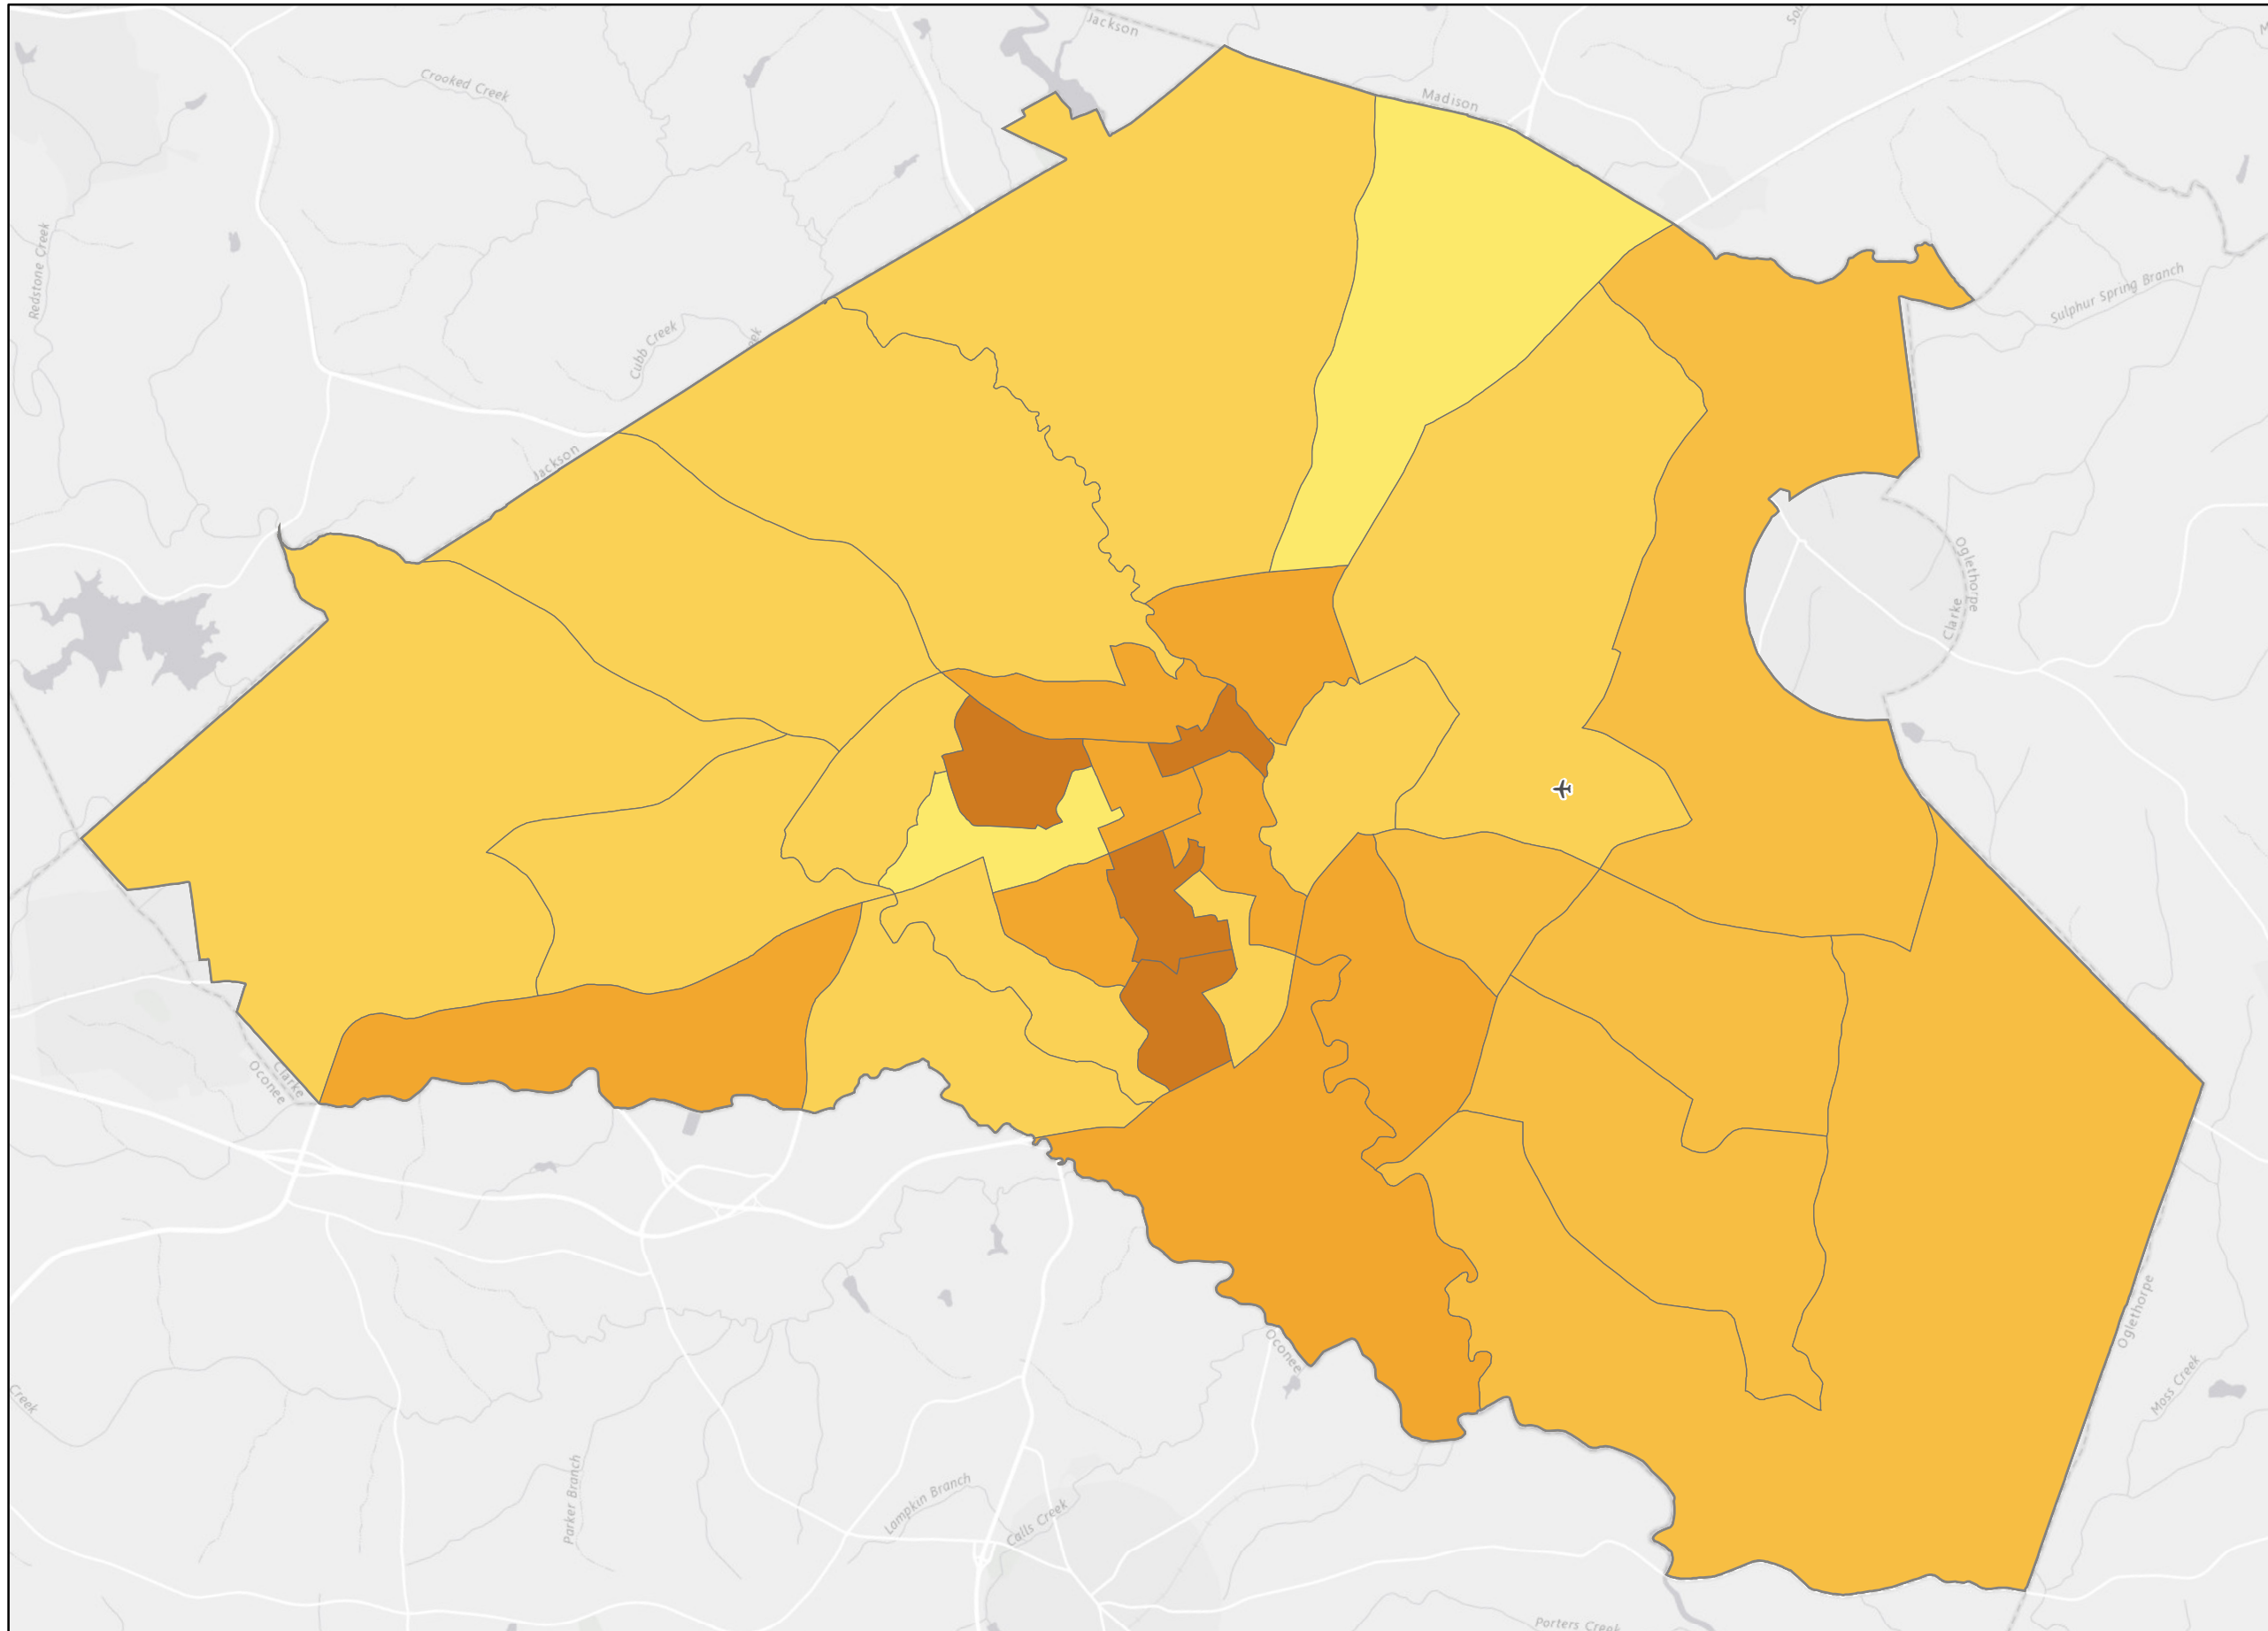 Jackson
Crooked Creek
Madison
Redstone Creek
Sulphur Spring Branch
Cubb Creek
Jackson
Oglethorpe
Clarke
Clarke
Oconee
Oglethorpe
Oconee
Moss Creek
Creek
Parker Branch
Lampkin Branch
Calls Creek
Porters Creek